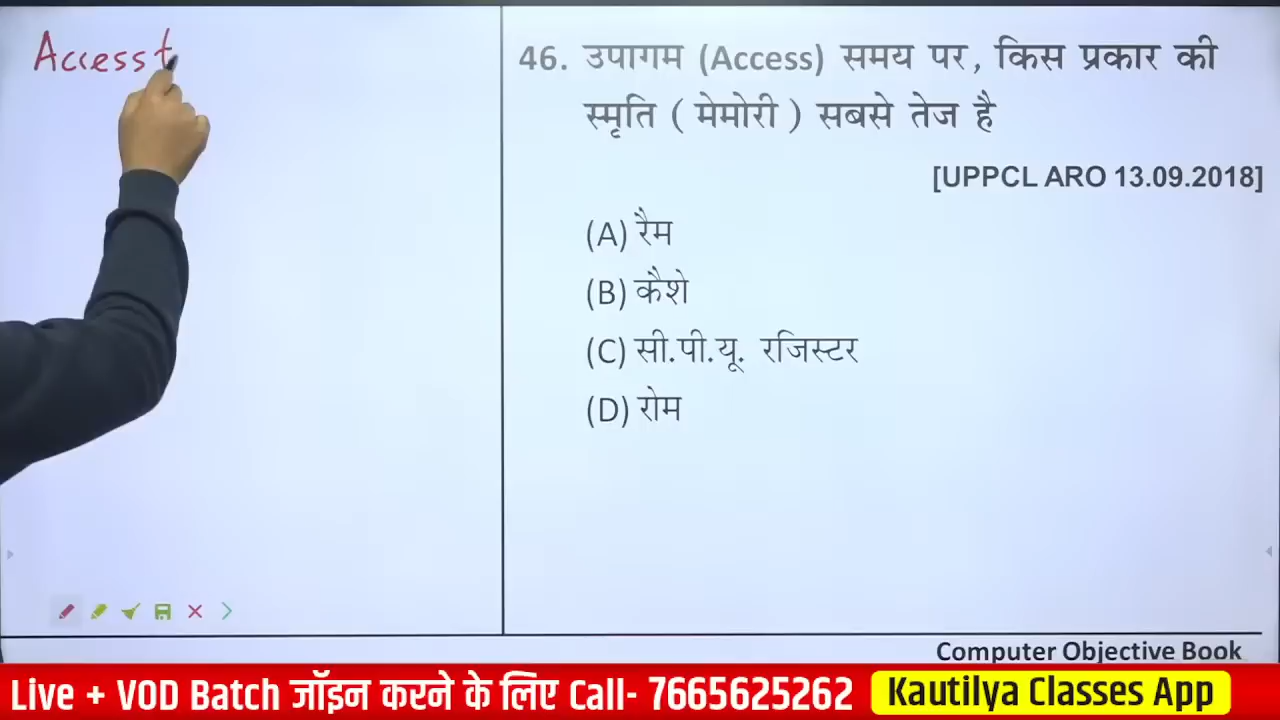 Access t
46. उपागम (Access) समय पर, किस प्रकार की
स्मृति ( मेमोरी ) सबसे तेज है
[UPPCL ARO 13.09.2018]
(A) रैम
(B) कैशे
(C) सी.पी.यू. रजिस्टर
(D) रोम
Computer Objective Book
Live + VOD Batch जॉइन करने के लिए Call- 7665625262
Kautilya Classes App